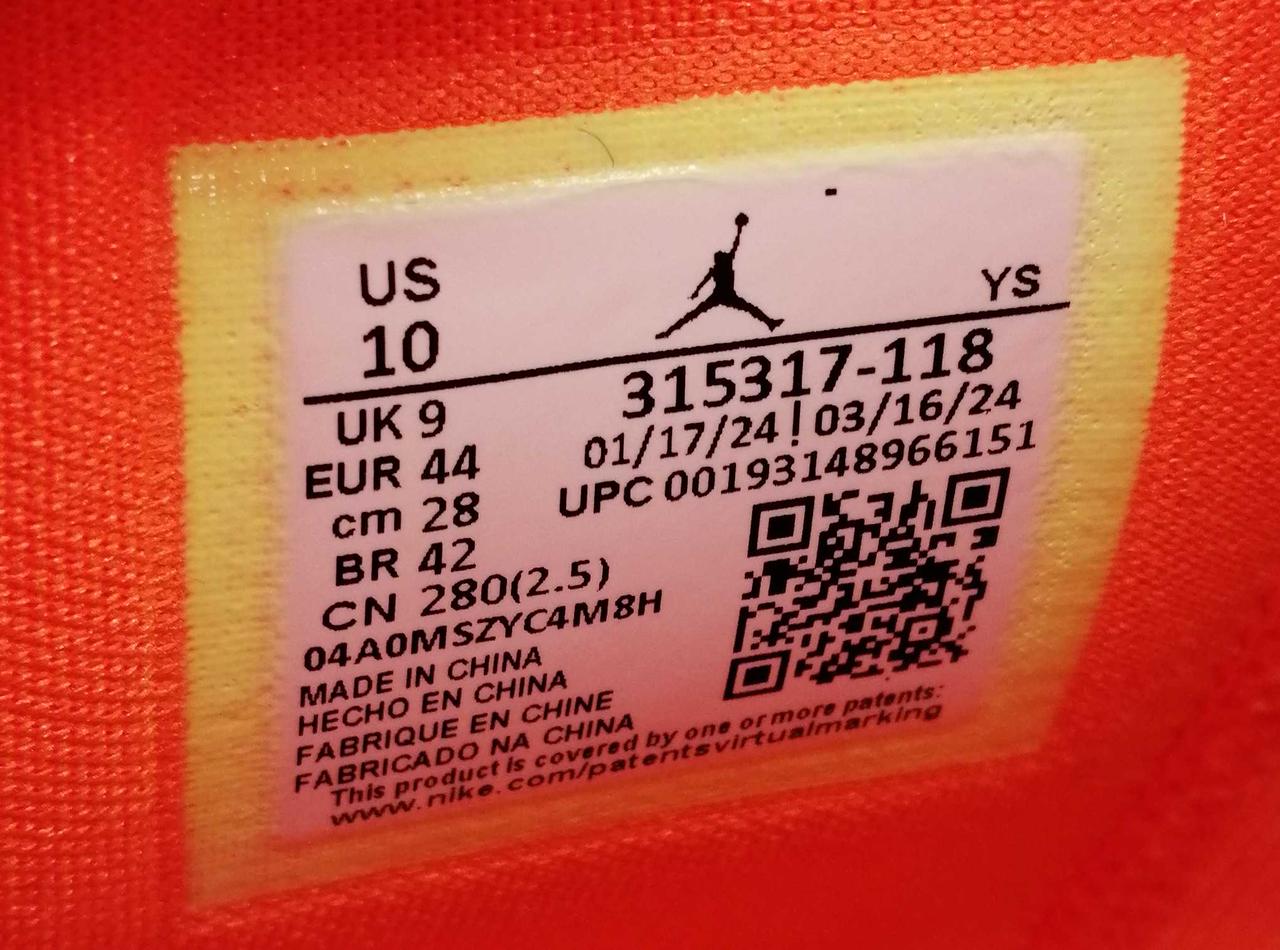 US
10
YS
UK 9
EUR 44
cm 28
BR 42
CN 280(2.5)
315317-118
01/17/24 ! 03/16/24
UPC 00193148966151
04A0MSZYC4M8H
MADE IN CHINA
HECHO EN CHINA
FABRIQUE EN CHINE
FABRICADO NA CHINA
This product is covered by one or more patents:
www.nike.com/patentsvirtualmarking